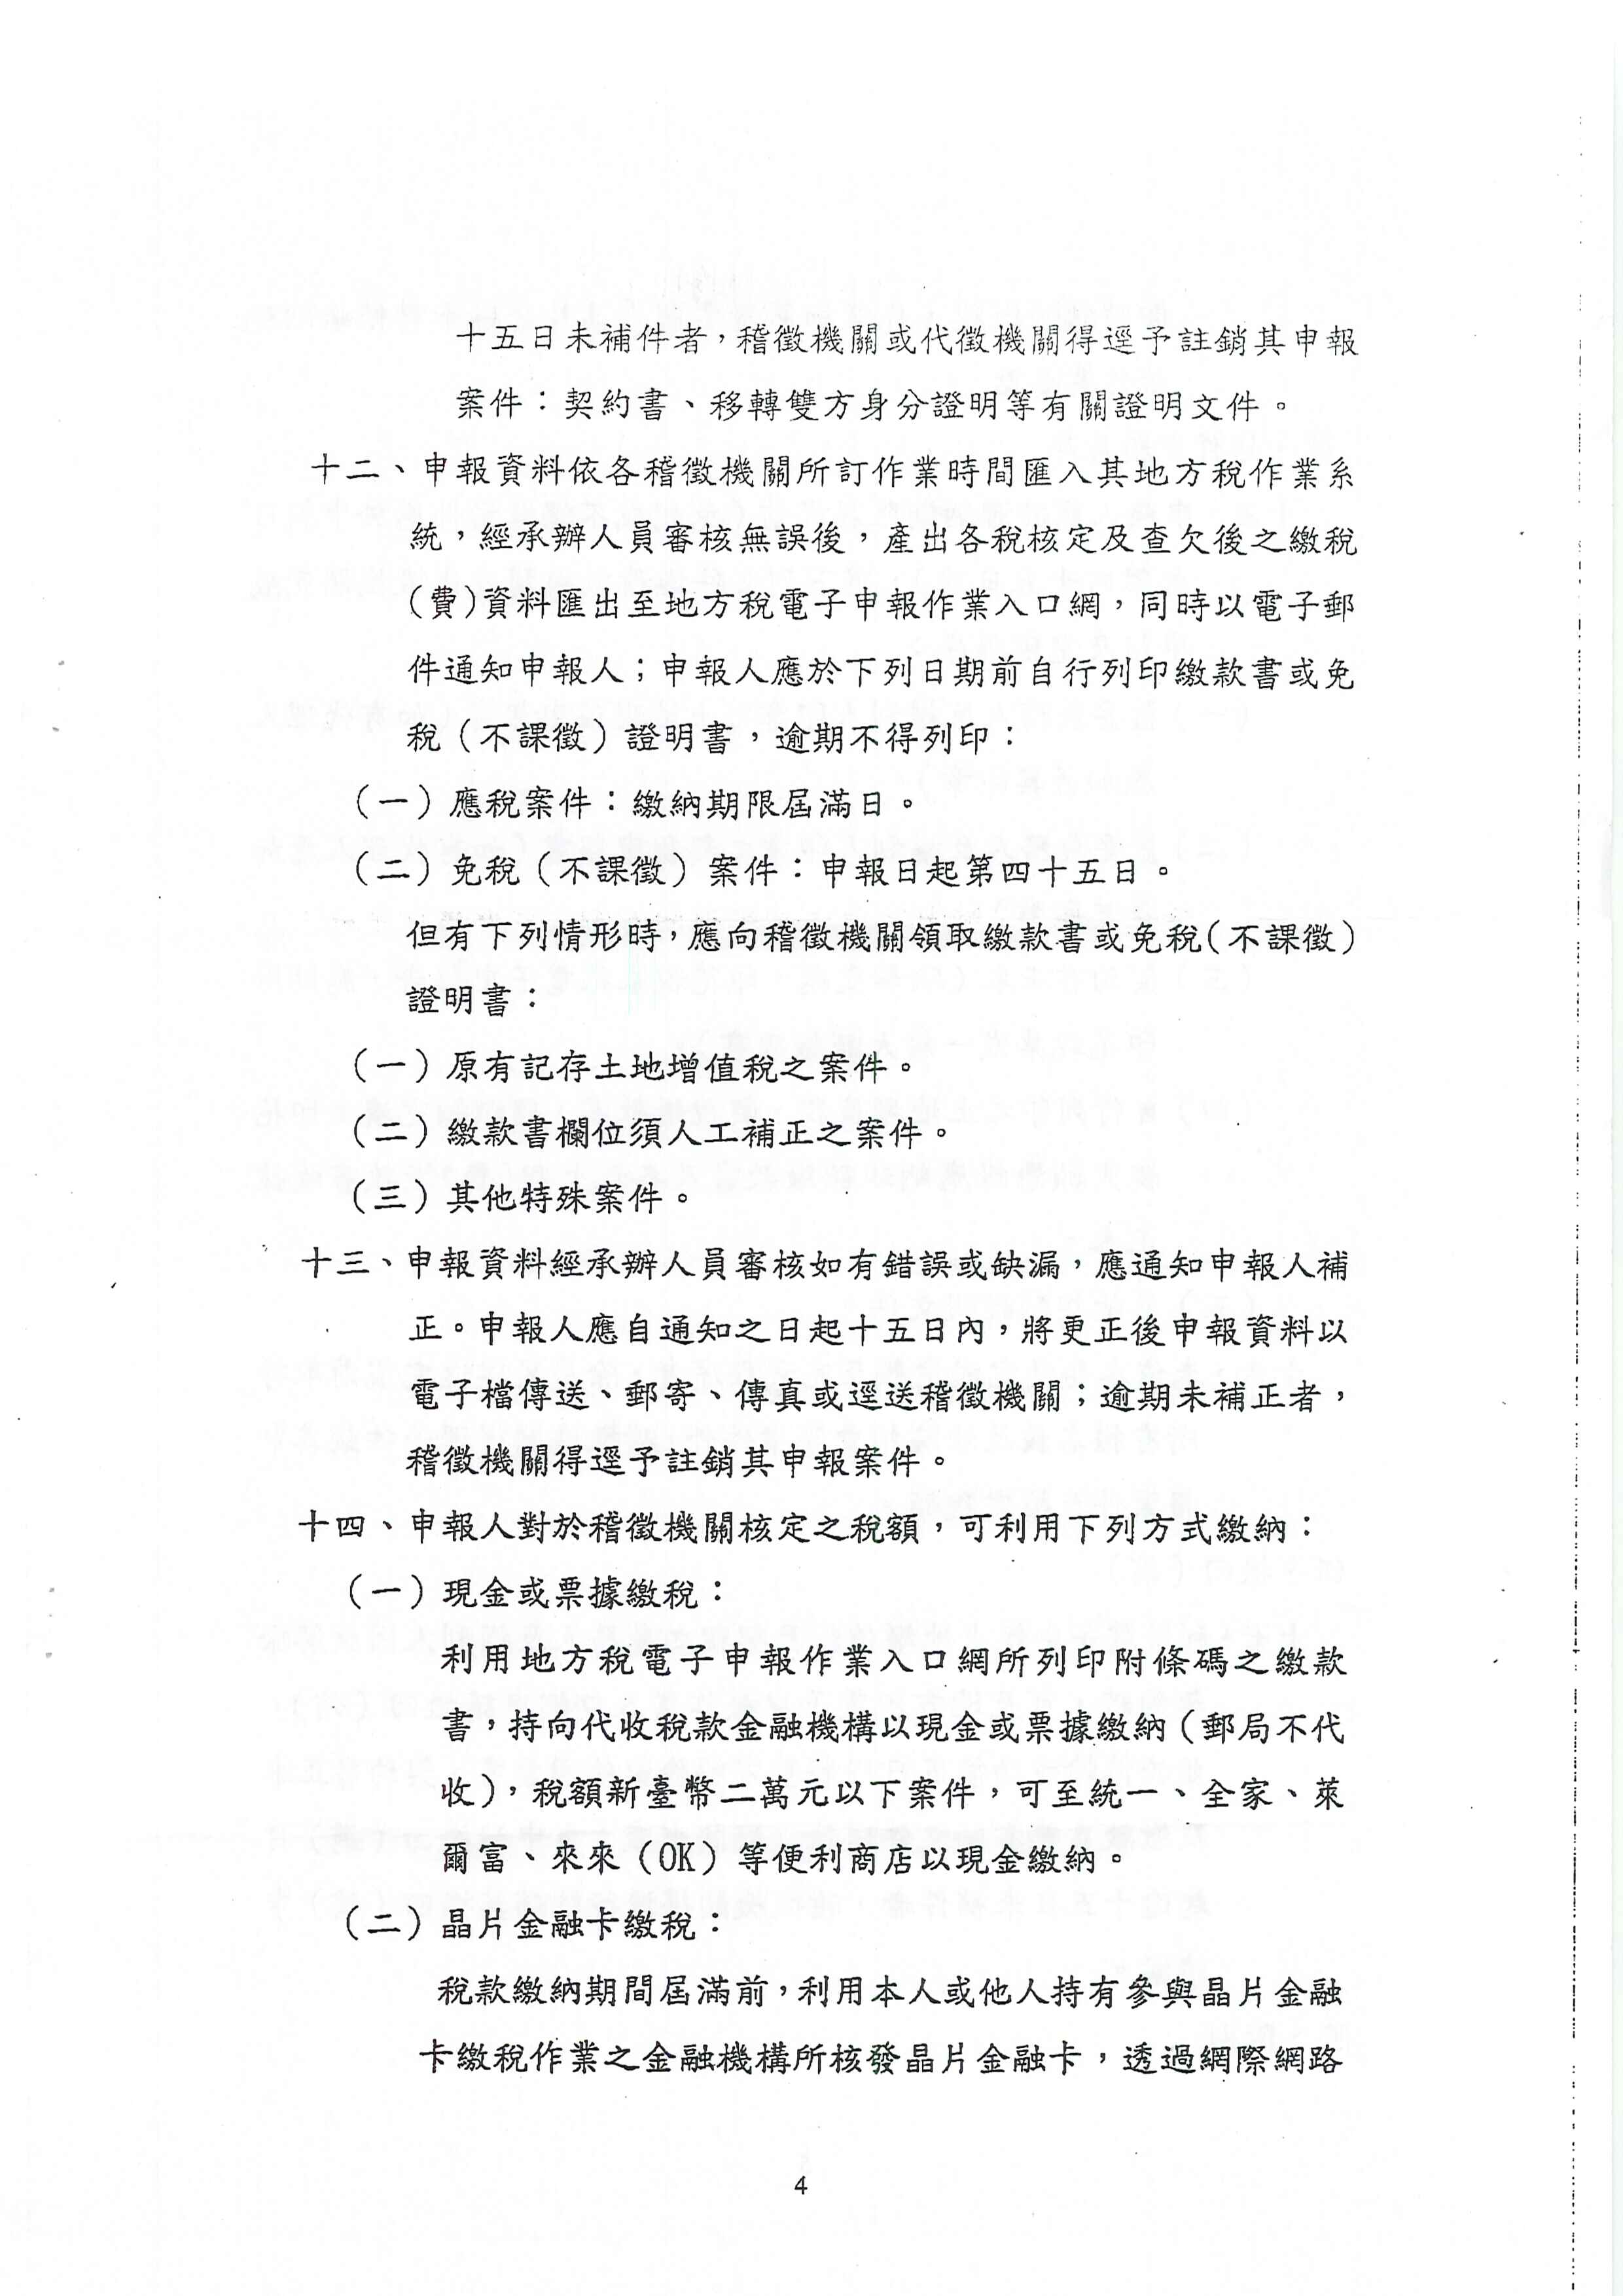 十五日未補件者，稽徵機關或代徵機關得逕予註銷其申報
案件：契約書、移轉雙方身分證明等有關證明文件。
十二、申報資料依各稽徵機關所訂作業時間匯入其地方稅作業系
統，經承辦人員審核無誤後，產出各稅核定及查欠後之繳稅
(費)資料匯出至地方稅電子申報作業入口網，同時以電子郵
件通知申報人；申報人應於下列日期前自行列印繳款書或免
稅（不課徵）證明書，逾期不得列印：
（一）應稅案件：繳納期限屆滿日。
（二）免稅（不課徵）案件：申報日起第四十五日。
但有下列情形時，應向稽徵機關領取繳款書或免稅(不課徵)
證明書：
（一）原有記存土地增值稅之案件。
（二）繳款書欄位須人工補正之案件。
（三）其他特殊案件。
十三、申報資料經承辦人員審核如有錯誤或缺漏，應通知申報人補
正。申報人應自通知之日起十五日內，將更正後申報資料以
電子檔傳送、郵寄、傳真或逕送稽徵機關；逾期未補正者，
稽徵機關得逕予註銷其申報案件。
十四、申報人對於稽徵機關核定之稅額，可利用下列方式繳納：
（一）現金或票據繳稅：
利用地方稅電子申報作業入口網所列印附條碼之繳款
書，持向代收稅款金融機構以現金或票據繳納（郵局不代
收），稅額新臺幣二萬元以下案件，可至統一、全家、萊
爾富、來來（OK）等便利商店以現金繳納。
（二）晶片金融卡繳稅：
稅款繳納期間屆滿前，利用本人或他人持有參與晶片金融
卡繳稅作業之金融機構所核發晶片金融卡，透過網際網路
4